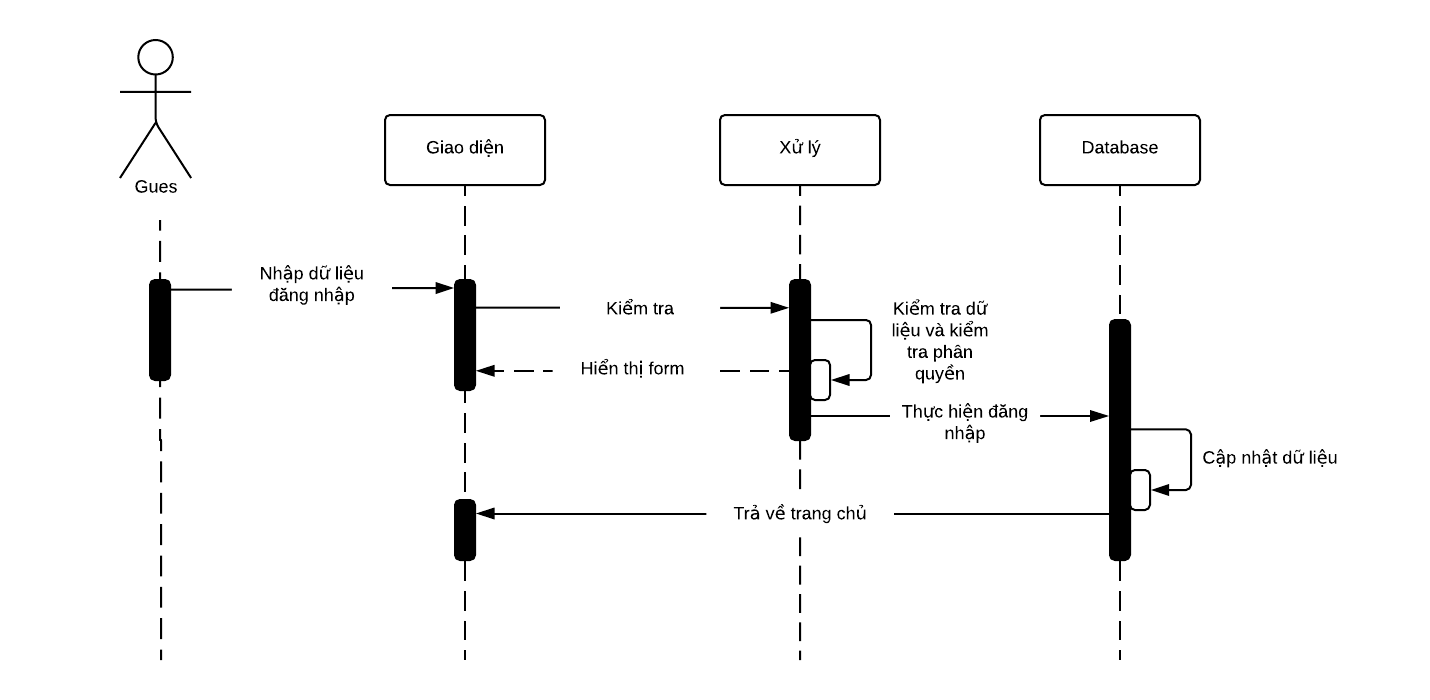 Gues
Giao diện
Xử lý
Database
Nhập dữ liệu
đăng nhập
Kiểm tra
Kiểm tra dữ
liệu và kiểm
tra phân
quyền
Hiển thị form
Thực hiện đăng
nhập
Cập nhật dữ liệu
Trả về trang chủ